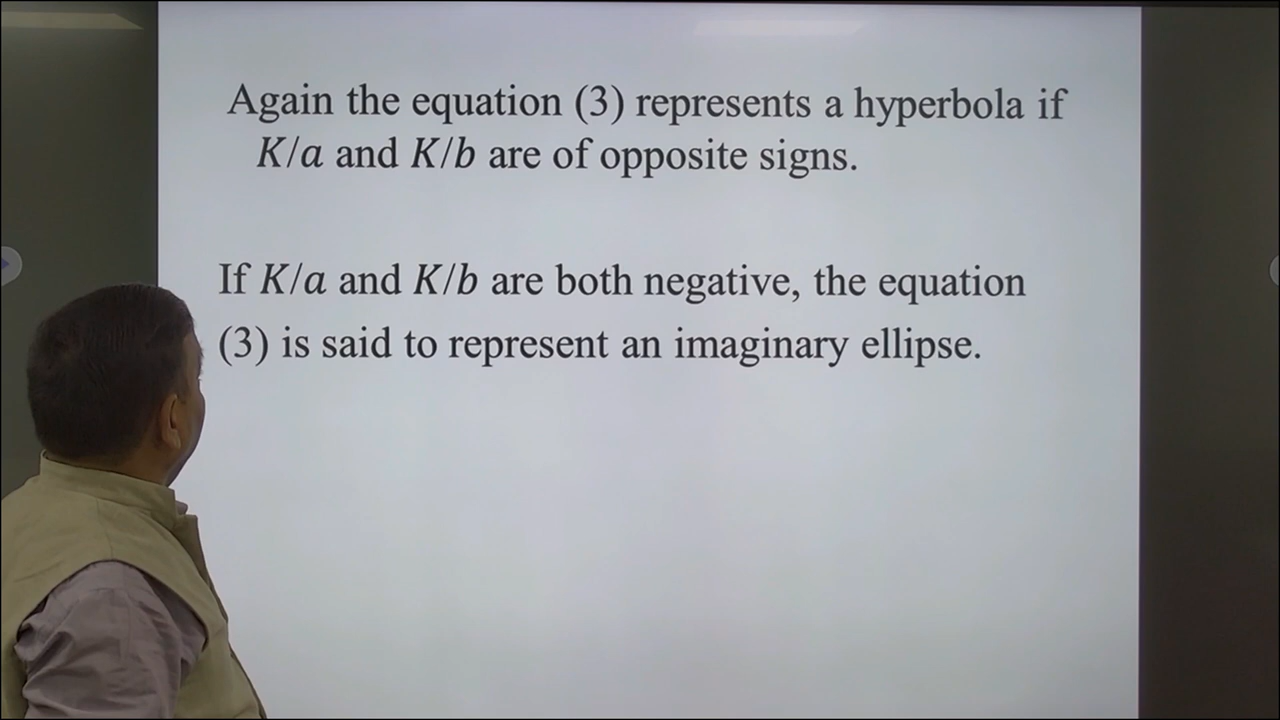 Again the equation (3) represents a hyperbola if
K/a and K/b are of opposite signs.
If K/a and K/b are both negative, the equation
(3) is said to represent an imaginary ellipse.